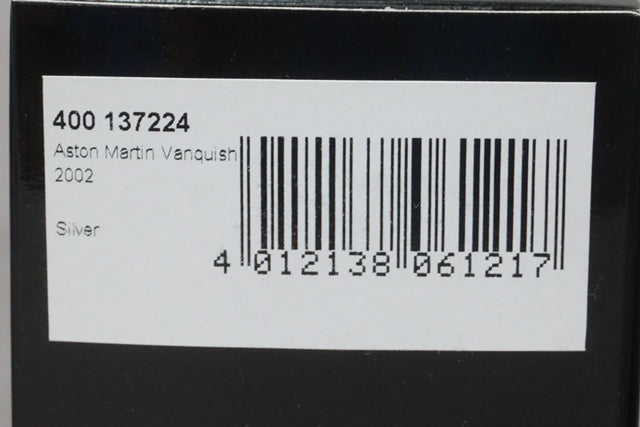 400 137224
Aston Martin Vanquish
2002
Silver
4 012138 061217